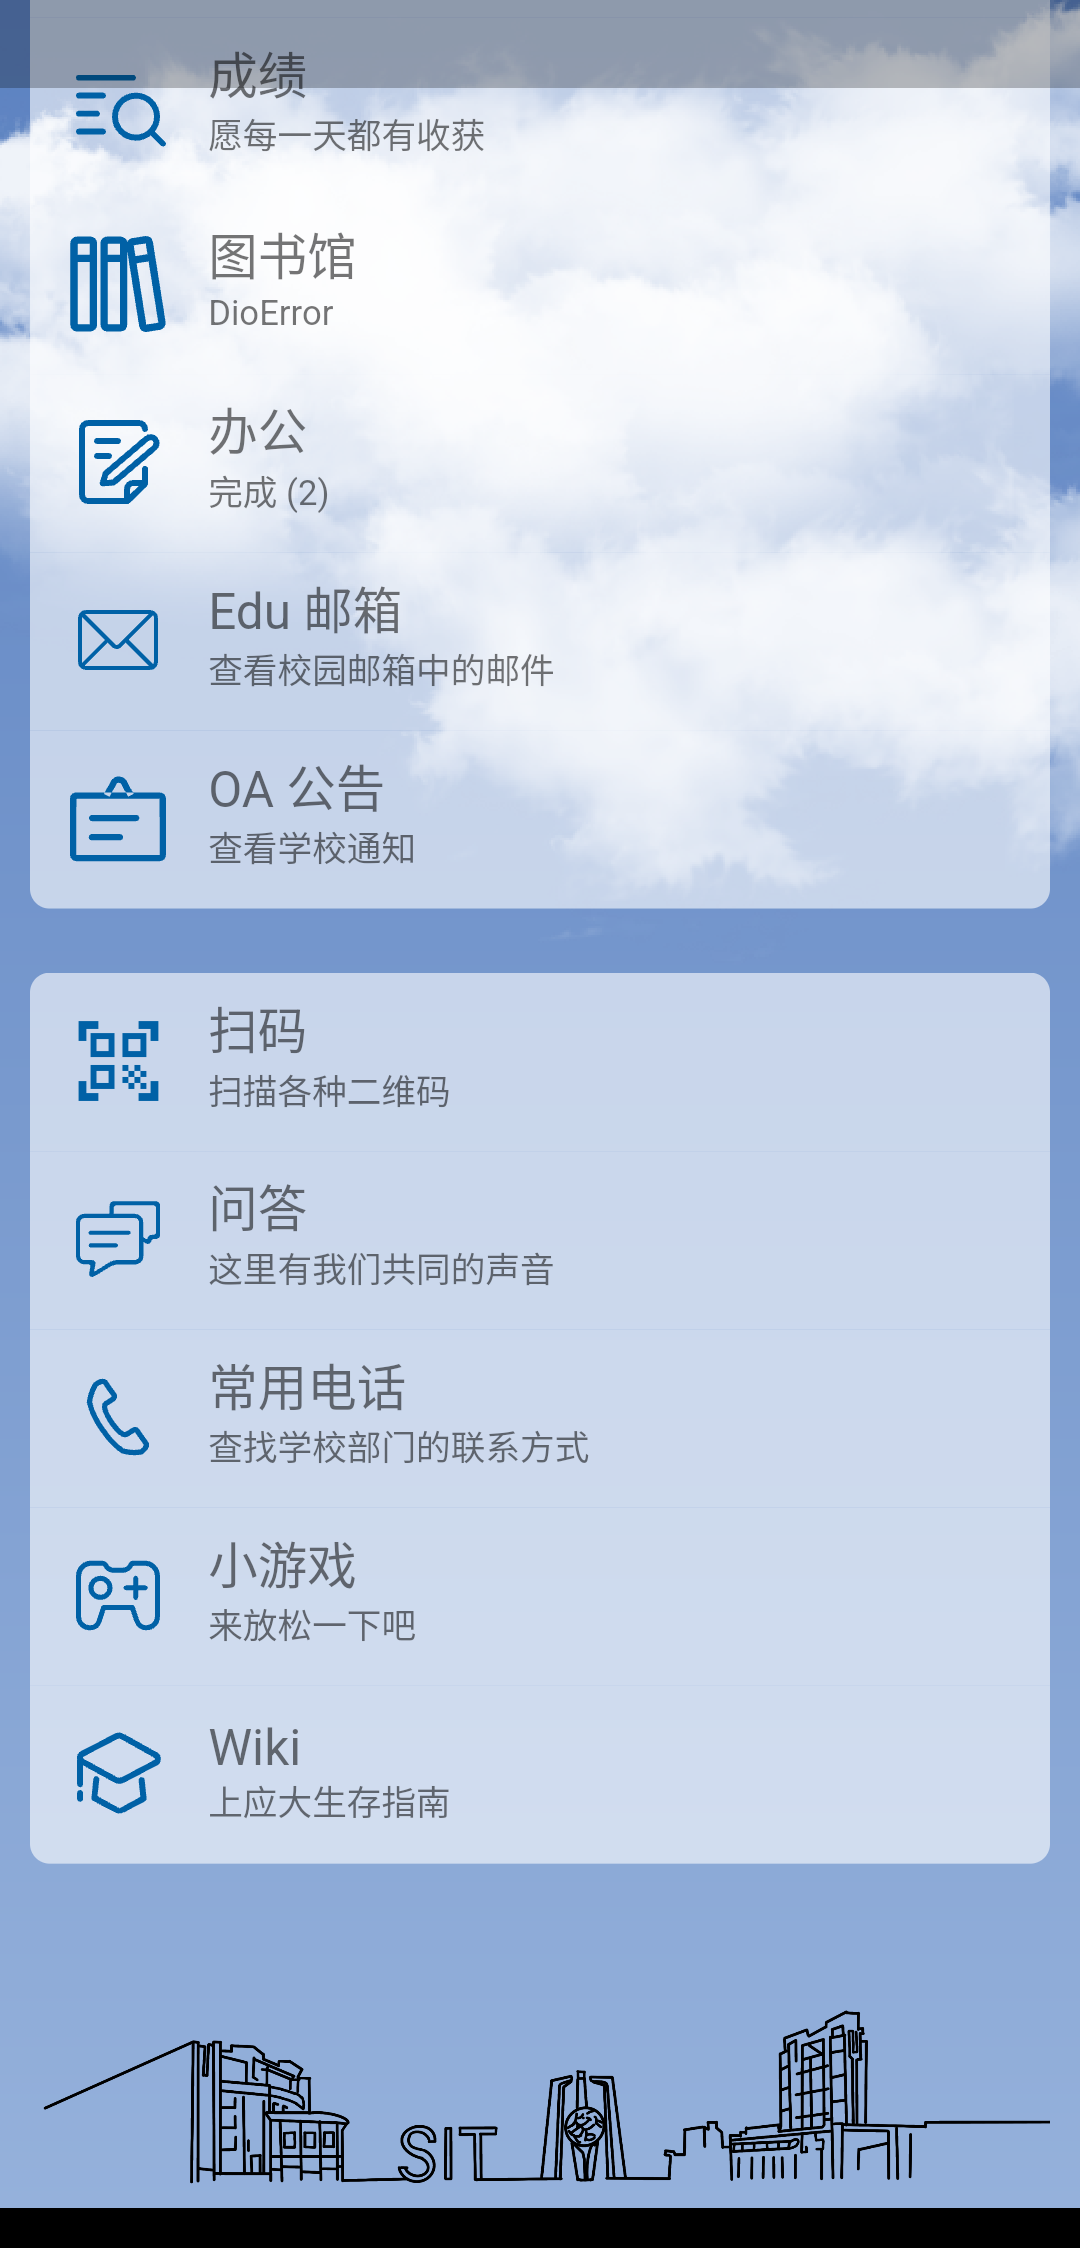 成绩
愿每一天都有收获
图书馆
DioError
办公
完成 (2)
Edu 邮箱
查看校园邮箱中的邮件
OA 公告
查看学校通知
扫码
扫描各种二维码
问答
这里有我们共同的声音
常用电话
查找学校部门的联系方式
小游戏
来放松一下吧
Wiki
上应大生存指南
SIT